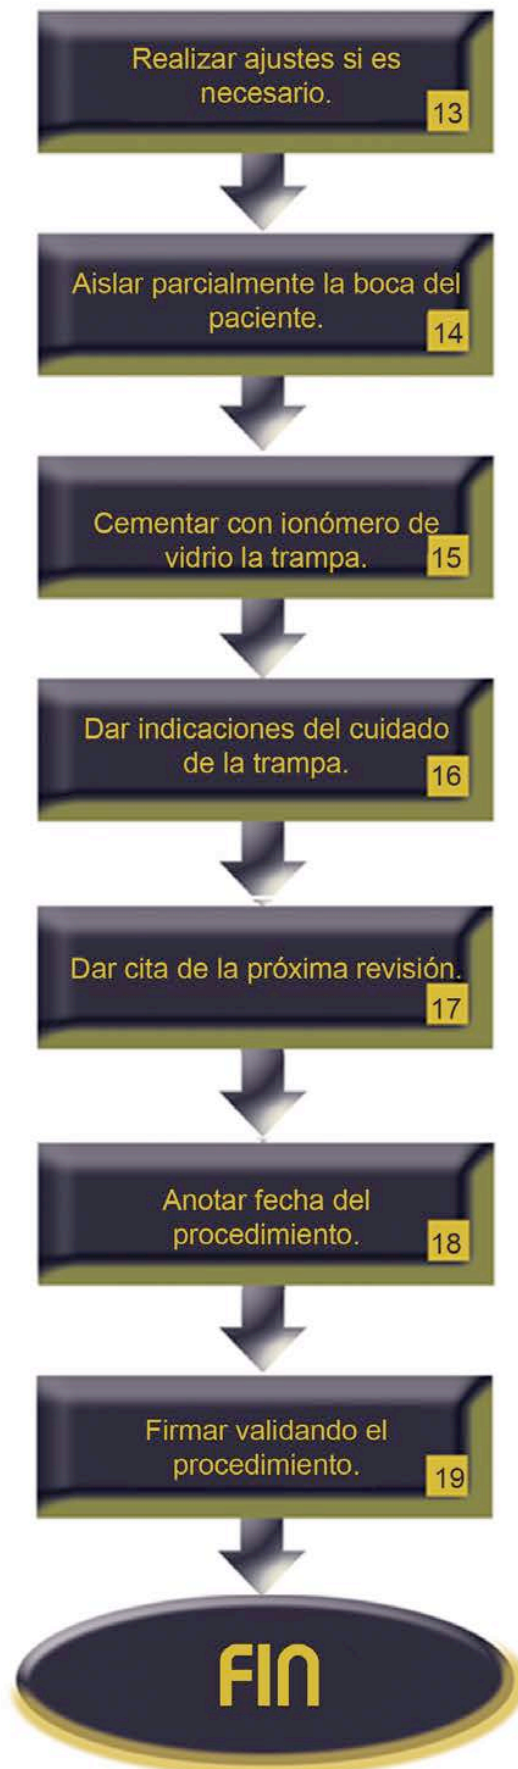 Realizar ajustes si es
necesario.
13
Aislar parcialmente la boca del
paciente.
14
Cementar con ionómero de
vidrio la trampa.
15
Dar indicaciones del cuidado
de la trampa.
16
Dar cita de la próxima revisión.
17
Anotar fecha del
procedimiento.
18
Firmar validando el
procedimiento.
19
FIN